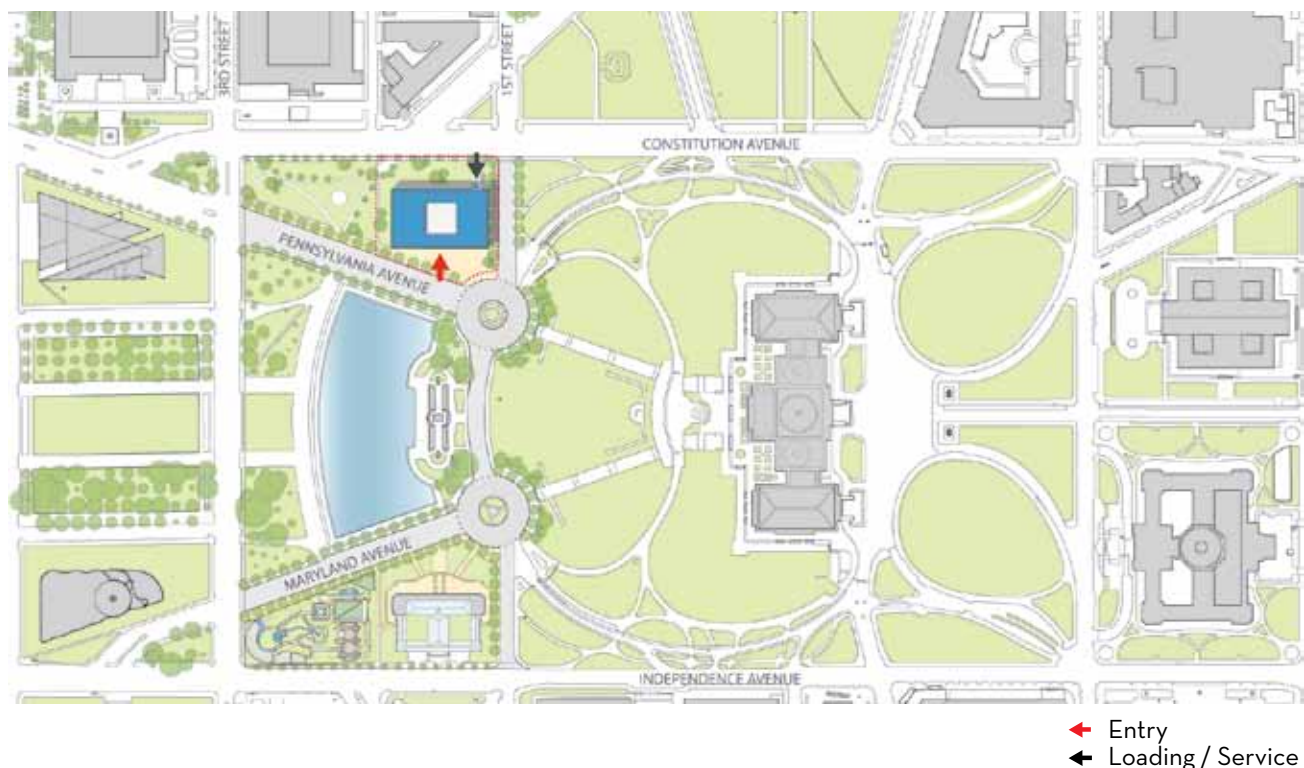 3RD STREET
1ST STREET
CONSTITUTION AVENUE
PENNSYLVANIA AVENUE
MARYLAND AVENUE
INDEPENDENCE AVENUE
Entry
Loading / Service